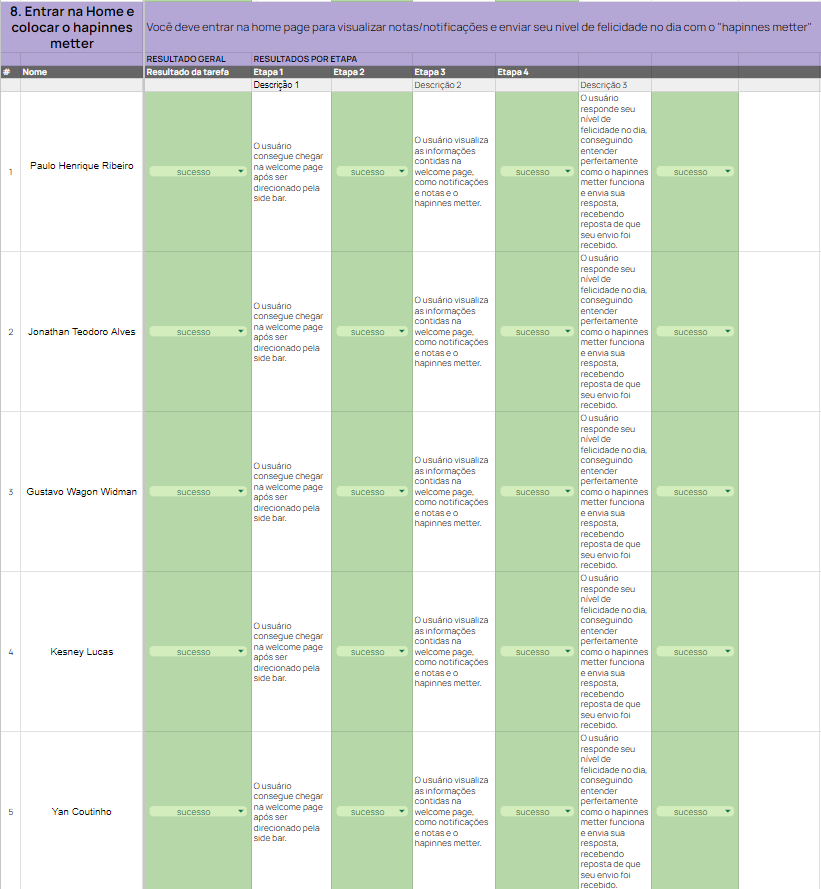 8. Entrar na Home e
colocar o hapinnes
metter
Você deve entrar na home page para visualizar notas/notificações e enviar seu nivel de felicidade no dia com o "hapinnes metter"
RESULTADO GERAL
RESULTADOS POR ETAPA
#
Nome
Resultado da tarefa
Etapa 1
Etapa 2
Etapa 3
Etapa 4
Descrição 1
Descrição 2
Descrição 3
1
Paulo Henrique Ribeiro
sucesso
O usuário
consegue chegar
na welcome page
após ser
direcionado pela
side bar.
sucesso
O usuário visualiza
as informações
contidas na
welcome page,
como notificações
e notas e o
hapinnes metter.
sucesso
O usuário
responde seu
nível de
felicidade no dia,
conseguindo
entender
perfeitamente
como o hapinnes
metter funciona
e envia sua
resposta,
recebendo
reposta de que
seu envio foi
recebido.
sucesso
2
Jonathan Teodoro Alves
sucesso
O usuário
consegue chegar
na welcome page
após ser
direcionado pela
side bar.
sucesso
O usuário visualiza
as informações
contidas na
welcome page,
como notificações
e notas e o
hapinnes metter.
sucesso
O usuário
responde seu
nível de
felicidade no dia,
conseguindo
entender
perfeitamente
como o hapinnes
metter funciona
e envia sua
resposta,
recebendo
reposta de que
seu envio foi
recebido.
sucesso
3
Gustavo Wagon Widman
sucesso
O usuário
consegue chegar
na welcome page
após ser
direcionado pela
side bar.
sucesso
O usuário visualiza
as informações
contidas na
welcome page,
como notificações
e notas e o
hapinnes metter.
sucesso
O usuário
responde seu
nível de
felicidade no dia,
conseguindo
entender
perfeitamente
como o hapinnes
metter funciona
e envia sua
resposta,
recebendo
reposta de que
seu envio foi
recebido.
sucesso
4
Kesney Lucas
sucesso
O usuário
consegue chegar
na welcome page
após ser
direcionado pela
side bar.
sucesso
O usuário visualiza
as informações
contidas na
welcome page,
como notificações
e notas e o
hapinnes metter.
sucesso
O usuário
responde seu
nível de
felicidade no dia,
conseguindo
entender
perfeitamente
como o hapinnes
metter funciona
e envia sua
resposta,
recebendo
reposta de que
seu envio foi
recebido.
sucesso
5
Yan Coutinho
sucesso
O usuário
consegue chegar
na welcome page
após ser
direcionado pela
side bar.
sucesso
O usuário visualiza
as informações
contidas na
welcome page,
como notificações
e notas e o
hapinnes metter.
sucesso
O usuário
responde seu
nível de
felicidade no dia,
conseguindo
entender
perfeitamente
como o hapinnes
metter funciona
e envia sua
resposta,
recebendo
reposta de que
seu envio foi
recebido.
sucesso